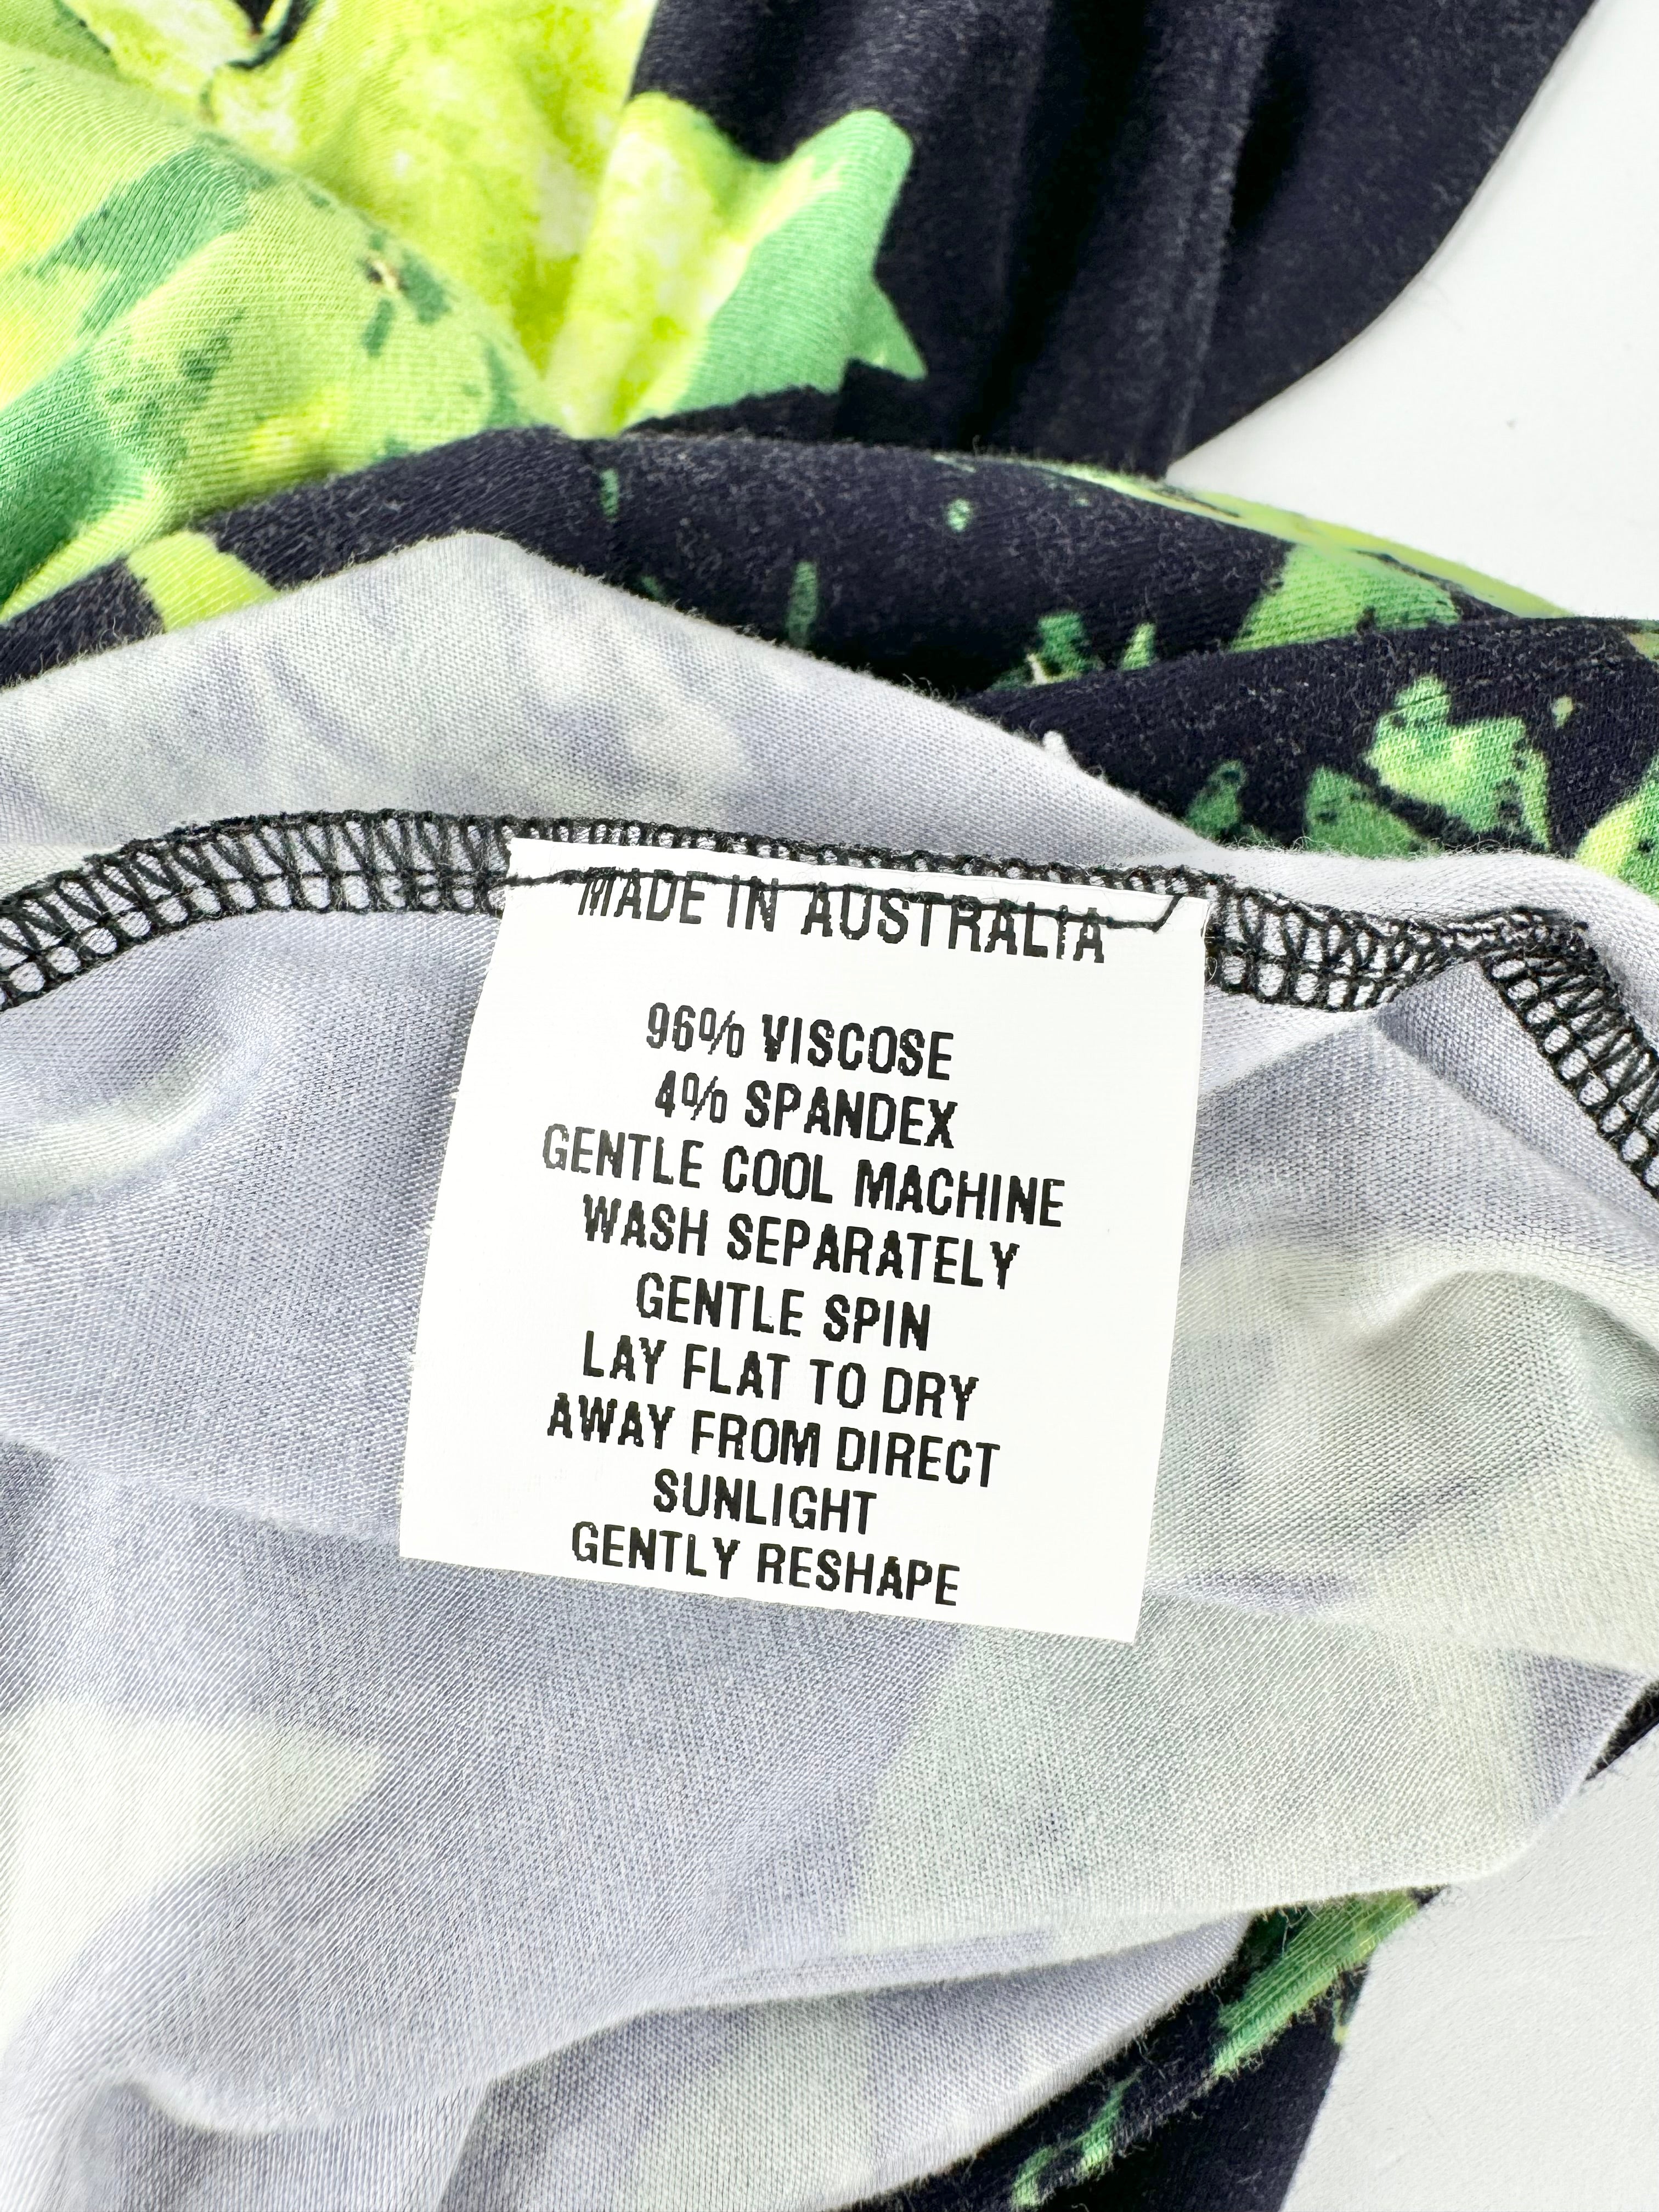 MADE IN AUSTRALIA
96% VISCOSE
4% SPANDEX
GENTLE COOL MACHINE
WASH SEPARATELY
GENTLE SPIN
LAY FLAT TO DRY
AWAY FROM DIRECT
SUNLIGHT
GENTLY RESHAPE